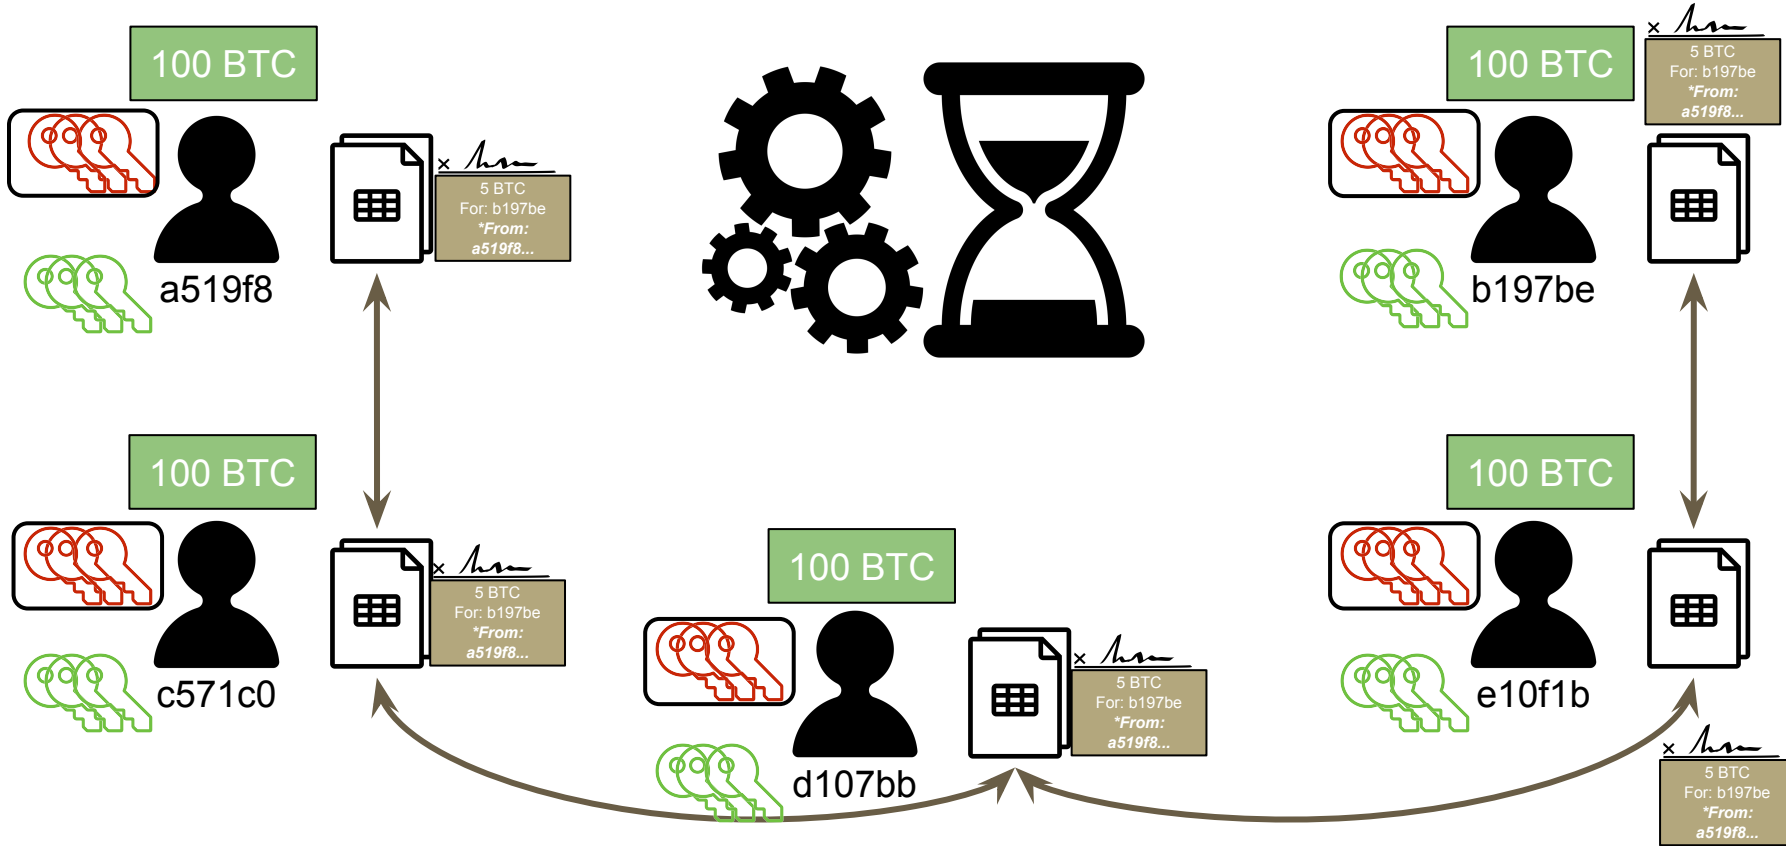 100 BTC
a519f8
× 
5 BTC
For: b197be
*From:
a519f8...
100 BTC
b197be
×
5 BTC
For: b197be
*From:
a519f8...
100 BTC
c571c0
×
5 BTC
For: b197be
*From:
a519f8...
100 BTC
d107bb
×
5 BTC
For: b197be
*From:
a519f8...
100 BTC
e10f1b
×
5 BTC
For: b197be
*From:
a519f8...